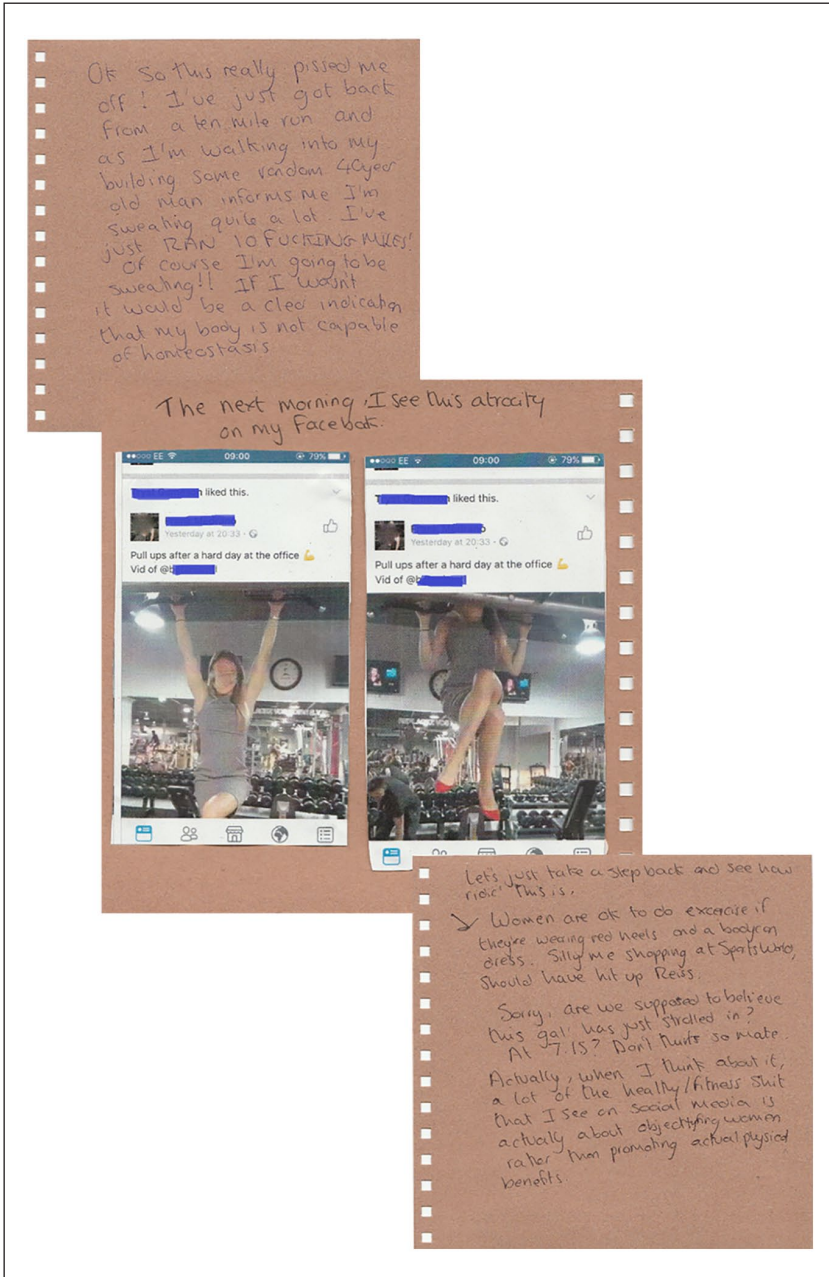 Ok So this really pissed me
off! I've just got back
from a ten mile run and
as I'm walking into my
building some random 40 year
old man informs me I'm
sweating quite a lot. I've
just RAN 10 FUCKING MILES!
Of course I'm going to be
sweating!! IF I wasn't
it would be a clear indication
that my body is not capable
of homeostasis
The next morning, I see this atrocity
on my Facebook.
EE 09:00 79%
n liked this.
Yesterday at 20:33
Pull ups after a hard day at the office 💪
Vid of @b
EE 09:00 79%
T n liked this.
Yesterday at 20:33
Pull ups after a hard day at the office 💪
Vid of @b
Let's just take a step back and see how
ridic' this is.
Women are ok to do excercise if
they're wearing red heels and a bodycon
dress. Silly me shopping at SportsWorld,
should have hit up Reiss.
Sorry, are we supposed to believe
this gal' has just strolled in?
At 7.15? Don't think so mate.
Actually, when I think about it,
a lot of the healthy/fitness shit
that I see on social media is
actually about objectifying women
rather than promoting actual physical
benefits.